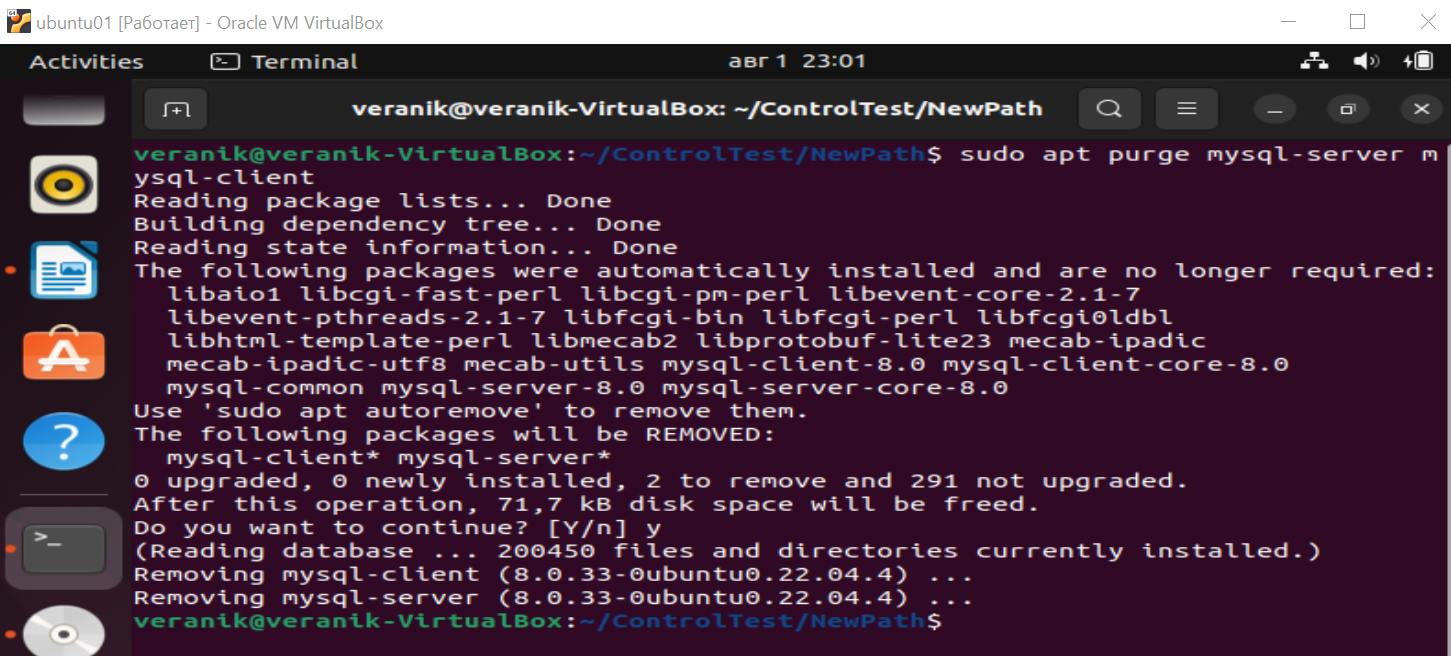 ubuntu01 [Работает] - Oracle VM VirtualBox
Activities Terminal авг 1 23:01
veranik@veranik-VirtualBox: ~/ControlTest/NewPath
veranik@veranik-VirtualBox:~/ControlTest/NewPath$ sudo apt purge mysql-server m
ysql-client
Reading package lists... Done
Building dependency tree... Done
Reading state information... Done
The following packages were automatically installed and are no longer required:
libaio1 libcgi-fast-perl libcgi-pm-perl libevent-core-2.1-7
libevent-pthreads-2.1-7 libfcgi-bin libfcgi-perl libfcgi0ldbl
libhtml-template-perl libmecab2 libprotobuf-lite23 mecab-ipadic
mecab-ipadic-utf8 mecab-utils mysql-client-8.0 mysql-client-core-8.0
mysql-common mysql-server-8.0 mysql-server-core-8.0
Use 'sudo apt autoremove' to remove them.
The following packages will be REMOVED:
mysql-client* mysql-server*
0 upgraded, 0 newly installed, 2 to remove and 291 not upgraded.
After this operation, 71,7 kB disk space will be freed.
Do you want to continue? [Y/n] y
(Reading database ... 200450 files and directories currently installed.)
Removing mysql-client (8.0.33-0ubuntu0.22.04.4) ...
Removing mysql-server (8.0.33-0ubuntu0.22.04.4) ...
veranik@veranik-VirtualBox:~/ControlTest/NewPath$